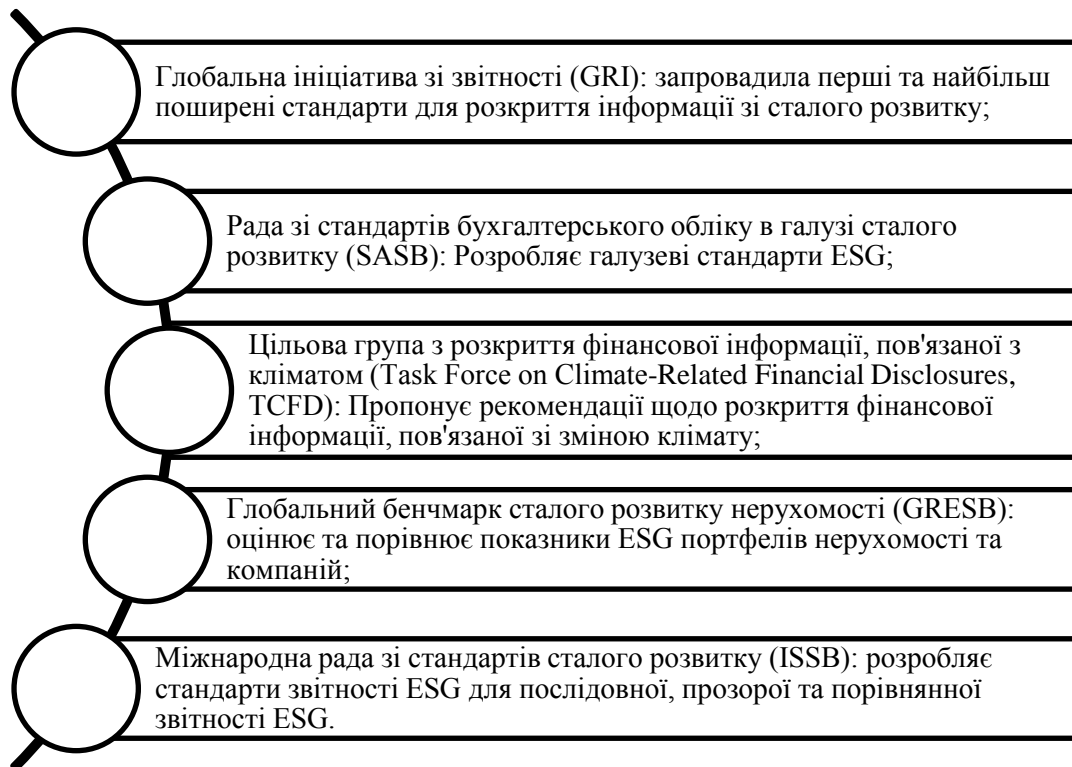 Глобальна ініціатива зі звітності (GRI): запровадила перші та найбільш
поширені стандарти для розкриття інформації зі сталого розвитку;
Рада зі стандартів бухгалтерського обліку в галузі сталого
розвитку (SASB): Розробляє галузеві стандарти ESG;
Цільова група з розкриття фінансової інформації, пов'язаної з
кліматом (Task Force on Climate-Related Financial Disclosures,
TCFD): Пропонує рекомендації щодо розкриття фінансової
інформації, пов'язаної зі зміною клімату;
Глобальний бенчмарк сталого розвитку нерухомості (GRESB):
оцінює та порівнює показники ESG портфелів нерухомості та
компаній;
Міжнародна рада зі стандартів сталого розвитку (ISSB): розробляє
стандарти звітності ESG для послідовної, прозорої та порівнянної
звітності ESG.